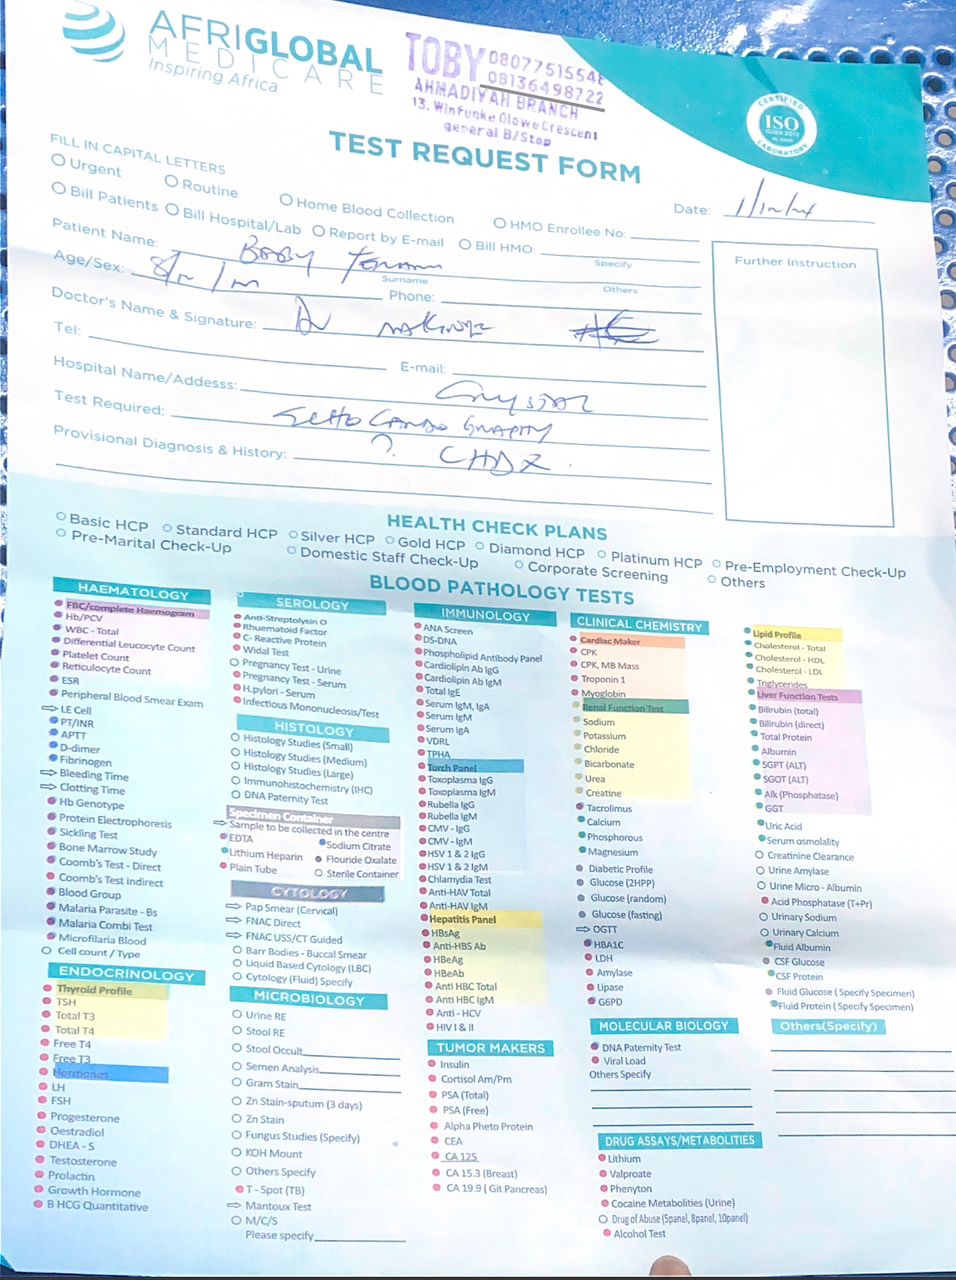 AFRIGLOBAL
MEDICARE
Inspiring Africa
TOBY 08077515548
08136498722
AHMADIYAH BRANCH
13, Winfunke Olowe Crescent
general B/Stop
CERTIFIED
ISO
LABORATORY
TEST REQUEST FORM
FILL IN CAPITAL LETTERS
Urgent Routine Home Blood Collection HMO Enrollee No:
Date: 1/12/24
Bill Patients Bill Hospital/Lab Report by E-mail Bill HMO:
Specify
Further Instruction
Patient Name: BOBBY
Surname Others
Age/Sex: 8/12/m Phone:
Doctor's Name & Signature: Dr
Tel: E-mail:
Hospital Name/Addesss: Crystal
Test Required: ECHOCARDIOGRAPHY
Provisional Diagnosis & History: ? CHDZ
HEALTH CHECK PLANS
Basic HCP Standard HCP Silver HCP Gold HCP Diamond HCP Platinum HCP Pre-Employment Check-Up
Pre-Marital Check-Up Domestic Staff Check-Up Corporate Screening Others
BLOOD PATHOLOGY TESTS
HAEMATOLOGY
FBC/complete Haemogram
Hb/PCV
WBC - Total
Differential Leucocyte Count
Platelet Count
Reticulocyte Count
ESR
Peripheral Blood Smear Exam
LE Cell
PT/INR
APTT
D-dimer
Fibrinogen
Bleeding Time
Clotting Time
Hb Genotype
Protein Electrophoresis
Sickling Test
Bone Marrow Study
Coomb's Test - Direct
Coomb's Test Indirect
Blood Group
Malaria Parasite - Bs
Malaria Combi Test
Microfilaria Blood
Cell count / Type
ENDOCRINOLOGY
Thyroid Profile
TSH
Total T3
Total T4
Free T4
Free T3
Hormones
LH
FSH
Progesterone
Oestradiol
DHEA - S
Testosterone
Prolactin
Growth Hormone
B HCG Quantitative
SEROLOGY
Anti-Streptolysin O
Rhuematoid Factor
C- Reactive Protein
Widal Test
Pregnancy Test - Urine
Pregnancy Test - Serum
H.pylori - Serum
Infectious Mononucleosis/Test
HISTOLOGY
Histology Studies (Small)
Histology Studies (Medium)
Histology Studies (Large)
Immunohistochemistry (IHC)
DNA Paternity Test
Specimen Container
Sample to be collected in the centre
EDTA Sodium Citrate
Lithium Heparin Flouride Oxalate
Plain Tube Sterile Container
CYTOLOGY
Pap Smear (Cervical)
FNAC Direct
FNAC USS/CT Guided
Barr Bodies - Buccal Smear
Liquid Based Cytology (LBC)
Cytology (Fluid) Specify
MICROBIOLOGY
Urine RE
Stool RE
Stool Occult
Semen Analysis
Gram Stain
Zn Stain-sputum (3 days)
Zn Stain
Fungus Studies (Specify)
KOH Mount
Others Specify
T - Spot (TB)
Mantoux Test
M/C/S
Please specify
IMMUNOLOGY
ANA Screen
DS-DNA
Phospholipid Antibody Panel
Cardiolipin Ab IgG
Cardiolipin Ab IgM
Total IgE
Serum IgM, IgA
Serum IgM
Serum IgA
VDRL
TPHA
Torch Panel
Toxoplasma IgG
Toxoplasma IgM
Rubella IgG
Rubella IgM
CMV - IgG
CMV - IgM
HSV 1 & 2 IgG
HSV 1 & 2 IgM
Chlamydia Test
Anti-HAV Total
Anti-HAV IgM
Hepatitis Panel
HBsAg
Anti-HBS Ab
HBeAg
HBeAb
Anti HBC Total
Anti HBC IgM
Anti - HCV
HIV I & II
TUMOR MAKERS
Insulin
Cortisol Am/Pm
PSA (Total)
PSA (Free)
Alpha Pheto Protein
CEA
CA 125
CA 15.3 (Breast)
CA 19.9 ( Git Pancreas)
CLINICAL CHEMISTRY
Cardiac Maker
CPK
CPK, MB Mass
Troponin 1
Myoglobin
Renal Function Test
Sodium
Potassium
Chloride
Bicarbonate
Urea
Creatine
Tacrolimus
Calcium
Phosphorous
Magnesium
Diabetic Profile
Glucose (2HPP)
Glucose (random)
Glucose (fasting)
OGTT
HBA1C
LDH
Amylase
Lipase
G6PD
MOLECULAR BIOLOGY
DNA Paternity Test
Viral Load
Others Specify
DRUG ASSAYS/METABOLITIES
Lithium
Valproate
Phenyton
Cocaine Metabolities (Urine)
Drug of Abuse (5panel, 8panel, 10panel)
Alcohol Test
Lipid Profile
Cholesterol - Total
Cholesterol - HDL
Cholesterol - LDL
Triglycerides
Liver Function Tests
Bilirubin (total)
Bilirubin (direct)
Total Protein
Albumin
SGPT (ALT)
SGOT (ALT)
Alk (Phosphatase)
GGT
Uric Acid
Serum osmolality
Creatinine Clearance
Urine Amylase
Urine Micro - Albumin
Acid Phosphatase (T+Pr)
Urinary Sodium
Urinary Calcium
Fluid Albumin
CSF Glucose
CSF Protein
Fluid Glucose ( Specify Specimen)
Fluid Protein ( Specify Specimen)
Others(Specify)